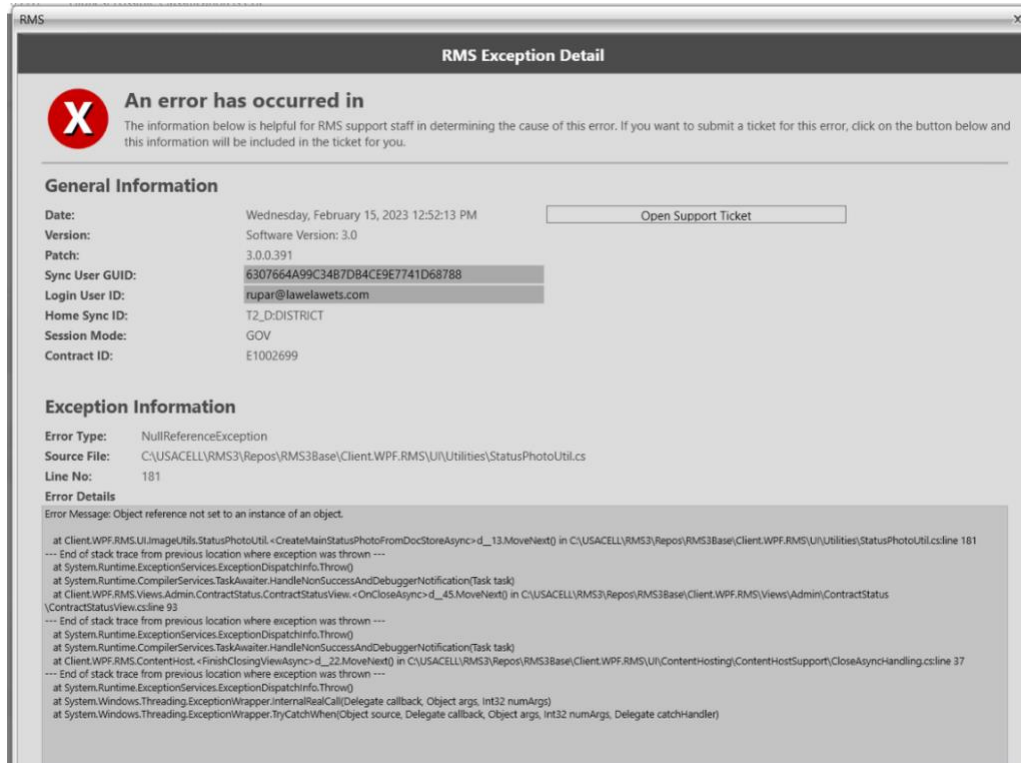 RMS
x
RMS Exception Detail
X
An error has occurred in
The information below is helpful for RMS support staff in determining the cause of this error. If you want to submit a ticket for this error, click on the button below and
this information will be included in the ticket for you.
General Information
Date: Wednesday, February 15, 2023 12:52:13 PM Open Support Ticket
Version: Software Version: 3.0
Patch: 3.0.0.391
Sync User GUID: 6307664A99C34B7DB4CE9E7741D68788
Login User ID: rupar@lawelawets.com
Home Sync ID: T2_D:DISTRICT
Session Mode: GOV
Contract ID: E1002699
Exception Information
Error Type: NullReferenceException
Source File: C:\USACELL\RMS3\Repos\RMS3Base\Client.WPF.RMS\UI\Utilities\StatusPhotoUtil.cs
Line No: 181
Error Details
Error Message: Object reference not set to an instance of an object.
at Client.WPF.RMS.UI.ImageUtils.StatusPhotoUtil.<CreateMainStatusPhotoFromDocStoreAsync>d__13.MoveNext() in C:\USACELL\RMS3\Repos\RMS3Base\Client.WPF.RMS\UI\Utilities\StatusPhotoUtil.cs:line 181
--- End of stack trace from previous location where exception was thrown ---
at System.Runtime.ExceptionServices.ExceptionDispatchInfo.Throw()
at System.Runtime.CompilerServices.TaskAwaiter.HandleNonSuccessAndDebuggerNotification(Task task)
at Client.WPF.RMS.Views.Admin.ContractStatus.ContractStatusView.<OnCloseAsync>d__45.MoveNext() in C:\USACELL\RMS3\Repos\RMS3Base\Client.WPF.RMS\Views\Admin\ContractStatus
\ContractStatusView.cs:line 93
--- End of stack trace from previous location where exception was thrown ---
at System.Runtime.ExceptionServices.ExceptionDispatchInfo.Throw()
at System.Runtime.CompilerServices.TaskAwaiter.HandleNonSuccessAndDebuggerNotification(Task task)
at Client.WPF.RMS.ContentHost.<FinishClosingViewAsync>d__22.MoveNext() in C:\USACELL\RMS3\Repos\RMS3Base\Client.WPF.RMS\UI\ContentHosting\ContentHostSupport\CloseAsyncHandling.cs:line 37
--- End of stack trace from previous location where exception was thrown ---
at System.Runtime.ExceptionServices.ExceptionDispatchInfo.Throw()
at System.Windows.Threading.ExceptionWrapper.InternalRealCall(Delegate callback, Object args, Int32 numArgs)
at System.Windows.Threading.ExceptionWrapper.TryCatchWhen(Object source, Delegate callback, Object args, Int32 numArgs, Delegate catchHandler)